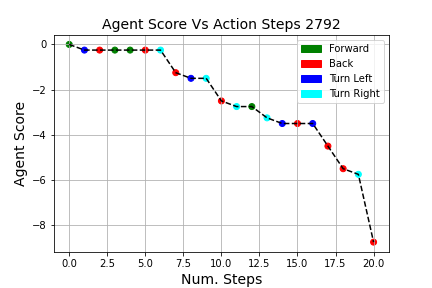 Agent Score Vs Action Steps 2792
Agent Score
0
−2
−4
−6
−8
Forward
Back
Turn Left
Turn Right
0.0 2.5 5.0 7.5 10.0 12.5 15.0 17.5 20.0
Num. Steps